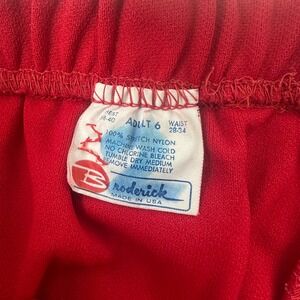 ADULT 6
WAIST
28-34
100% STRETCH NYLON
MACHINE WASH COLD
NO CHLORINE BLEACH
TUMBLE DRY MEDIUM
REMOVE IMMEDIATELY
B roderick
MADE IN USA